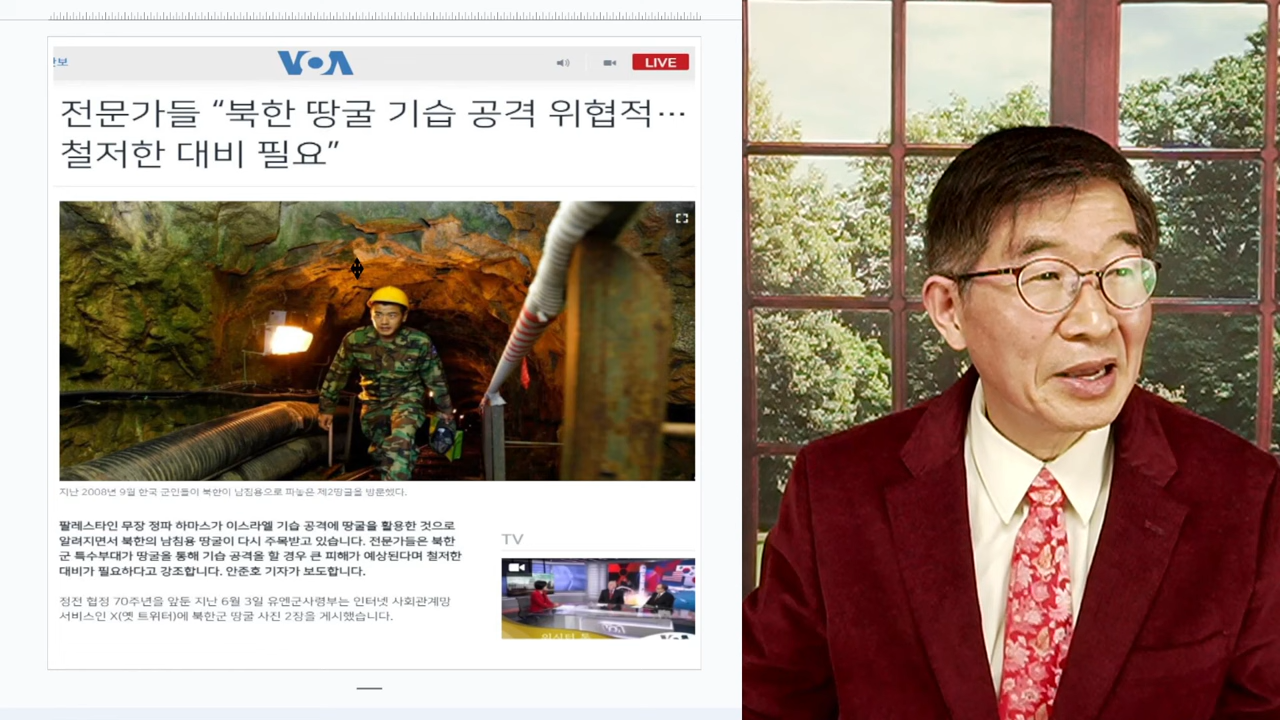 VOA
LIVE
전문가들 “북한 땅굴 기습 공격 위협적…
철저한 대비 필요”
지난 2008년 9월 한국 군인들이 북한이 남침용으로 파놓은 제2땅굴을 방문했다.
팔레스타인 무장 정파 하마스가 이스라엘 기습 공격에 땅굴을 활용한 것으로
알려지면서 북한의 남침용 땅굴이 다시 주목받고 있습니다. 전문가들은 북한
군 특수부대가 땅굴을 통해 기습 공격을 할 경우 큰 피해가 예상된다며 철저한
대비가 필요하다고 강조합니다. 안준호 기자가 보도합니다.
정전 협정 70주년을 앞둔 지난 6월 3일 유엔군사령부는 인터넷 사회관계망
서비스인 X(옛 트위터)에 북한군 땅굴 사진 2장을 게시했습니다.
TV
VOA